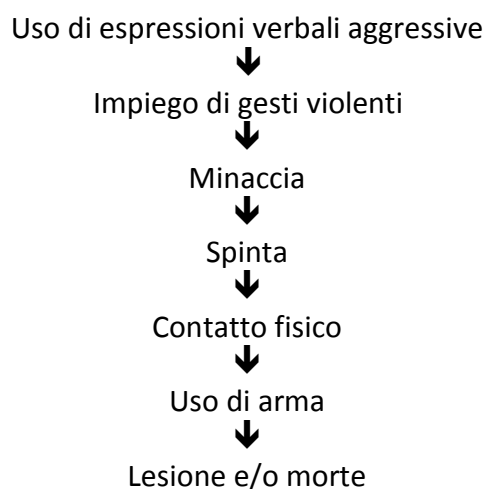 Uso di espressioni verbali aggressive
Impiego di gesti violenti
Minaccia
Spinta
Contatto fisico
Uso di arma
Lesione e/o morte